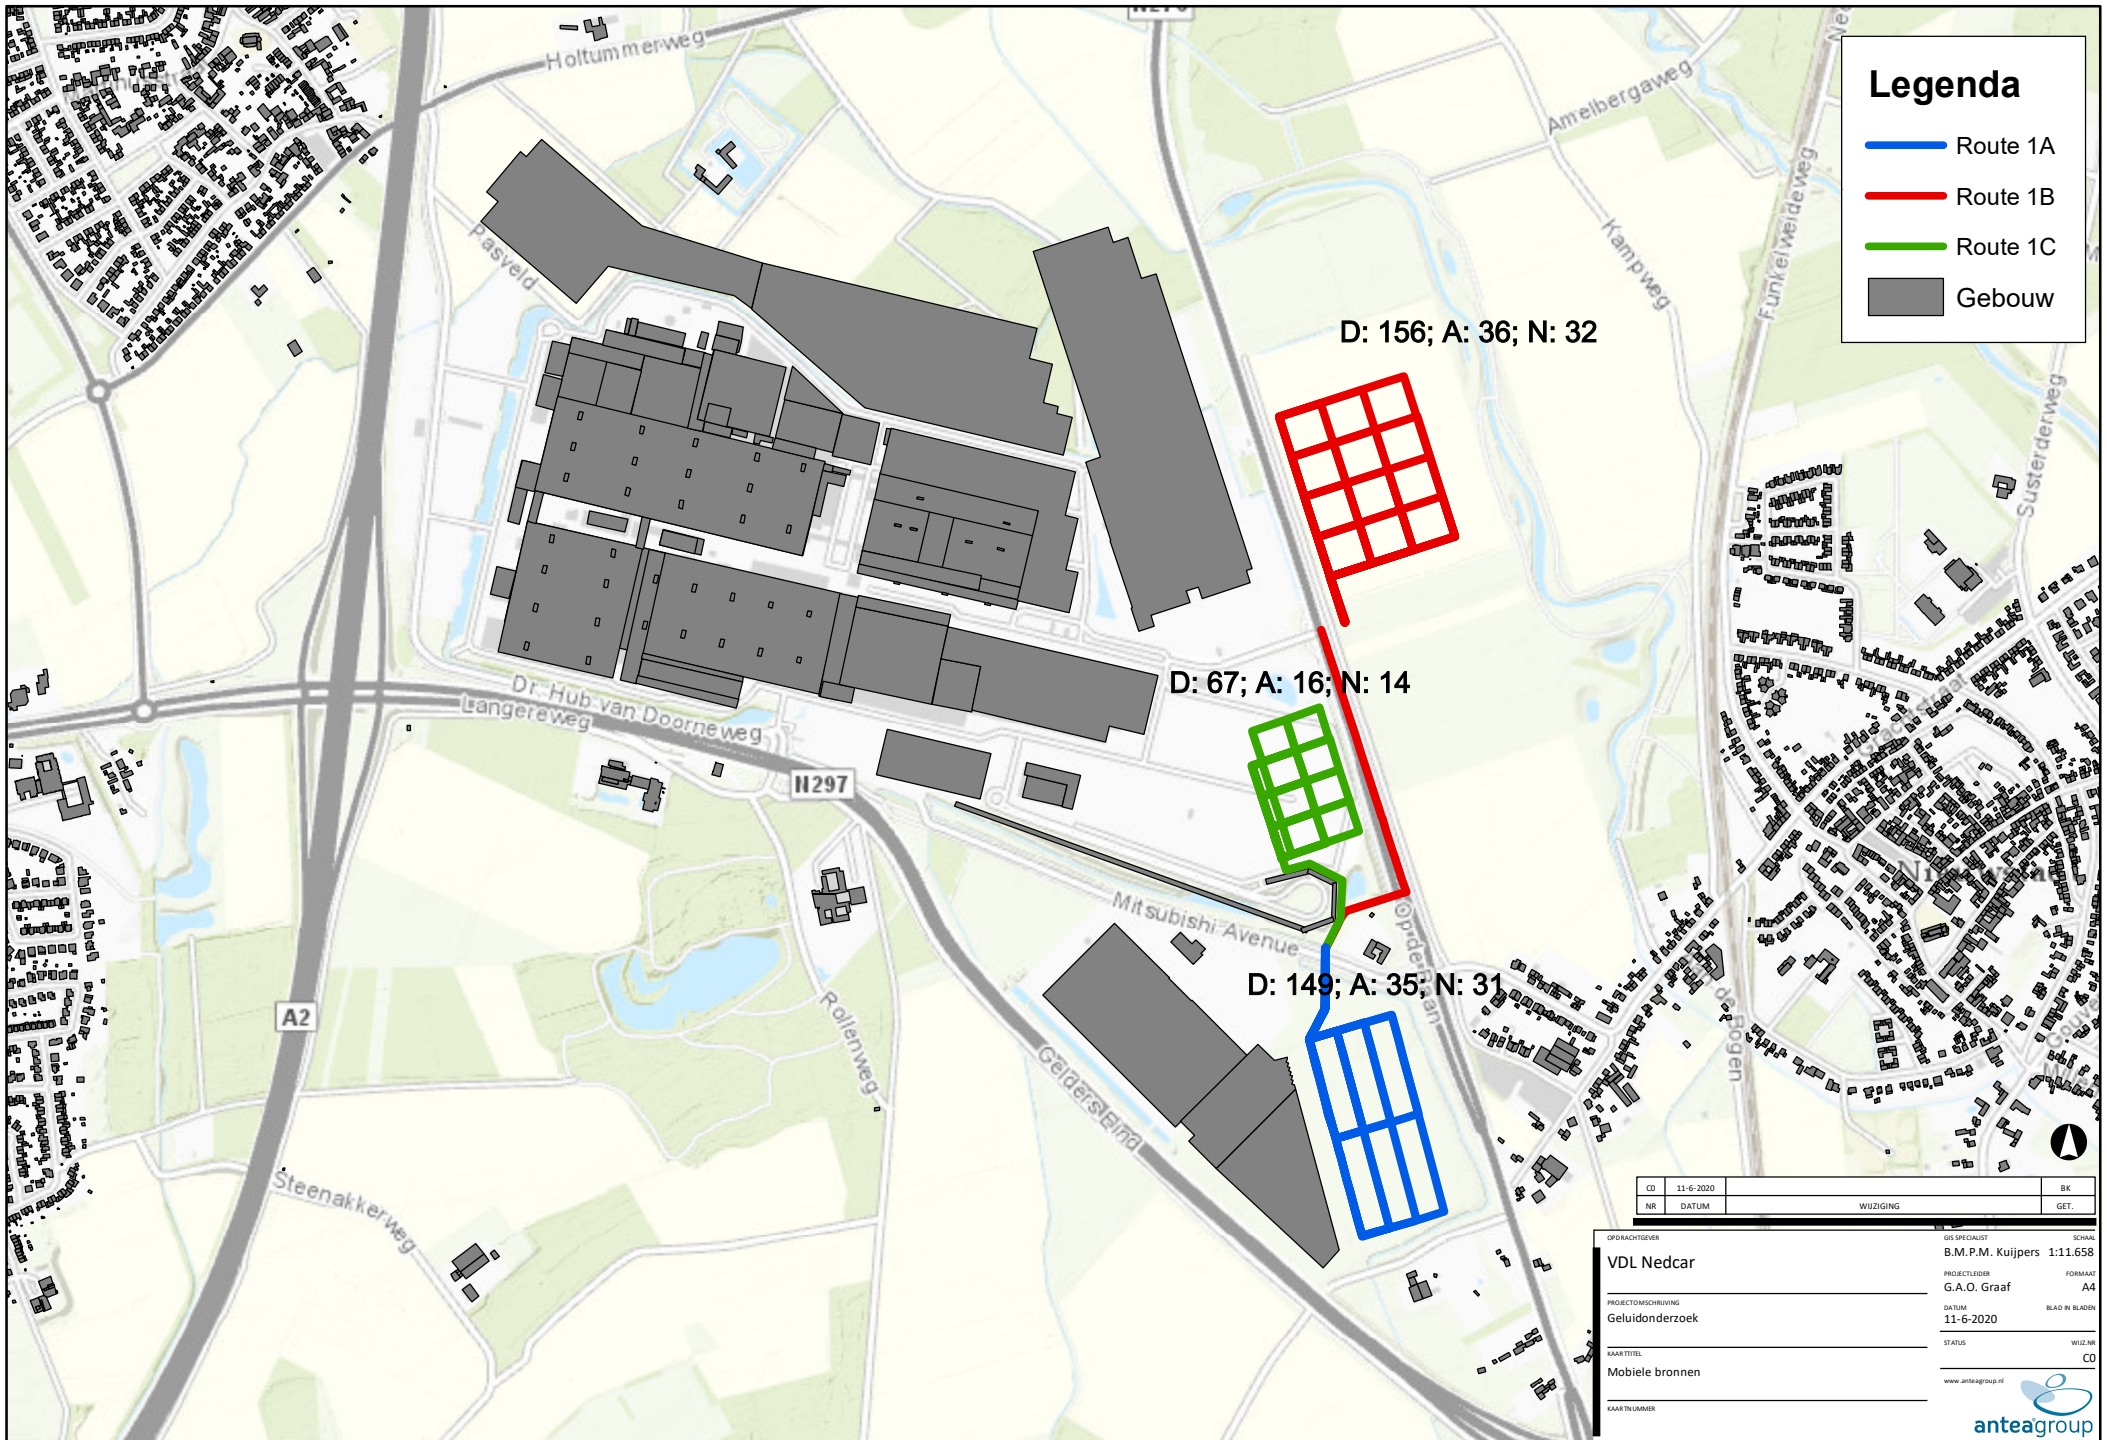 Holtummerweg
Amelbergaweg
Legenda
Route 1A
Route 1B
Route 1C
Gebouw
Pasveld
Kampweg
Funkelweideweg
Susterderweg
D: 156; A: 36; N: 32
D: 67; A: 16; N: 14
Dr. Hub van Doorneweg
Langereweg
N297
Mitsubishi Avenue
D: 149; A: 35; N: 31
A2
Rollenweg
Gelders Eind
Steenakkerweg
C0 11-6-2020 BK
NR DATUM WIJZIGING GET.
OPDRACHTGEVER
VDL Nedcar
PROJECTOMSCHRIJVING
Geluidonderzoek
KAARTTITEL
Mobiele bronnen
KAARTNUMMER
GIS SPECIALIST SCHAAL
B.M.P.M. Kuijpers 1:11.658
PROJECTLEIDER FORMAAT
G.A.O. Graaf A4
DATUM BLAD IN BLADEN
11-6-2020
STATUS WIJZ.NR
C0
www.anteagroup.nl
anteagroup